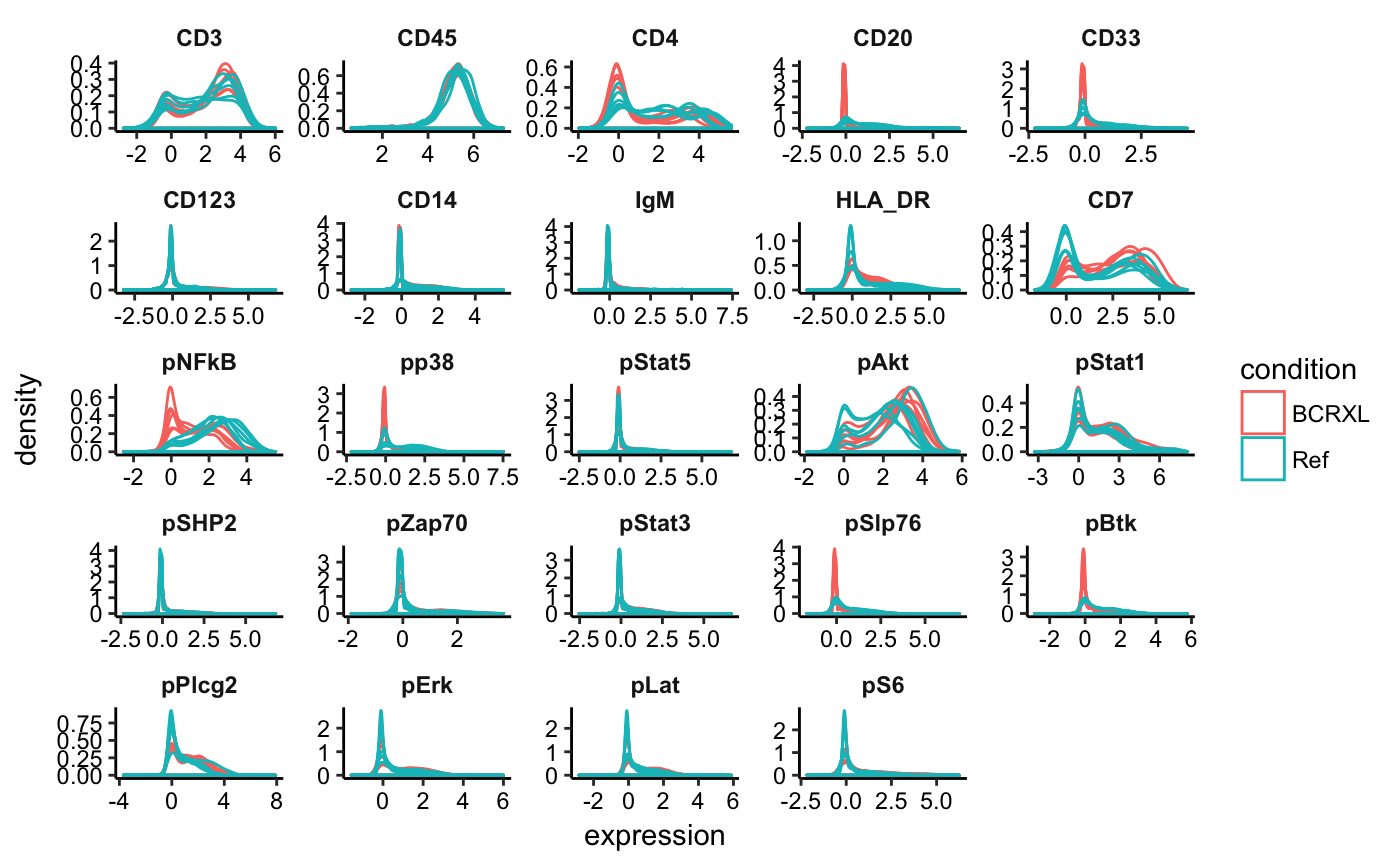 CD3 CD45 CD4 CD20 CD33
0.4 0.3 0.2 0.1 0.0 0.6 0.4 0.2 0.0 0.6 0.4 0.2 0.0 4 3 2 1 0 3 2 1 0
-2 0 2 4 6 2 4 6 -2 0 2 4 -2.5 0.0 2.5 5.0 -2.5 0.0 2.5
CD123 CD14 IgM HLA_DR CD7
2 1 0 4 3 2 1 0 4 3 2 1 0 1.0 0.5 0.0 0.4 0.3 0.2 0.1 0.0
-2.5 0.0 2.5 5.0 -2 0 2 4 0.0 2.5 5.0 7.5 -2.5 0.0 2.5 5.0 0.0 2.5 5.0
pNFkB pp38 pStat5 pAkt pStat1
0.6 0.4 0.2 0.0 3 2 1 0 3 2 1 0 0.4 0.3 0.2 0.1 0.0 0.4 0.2 0.0
-2 0 2 4 -2.5 0.0 2.5 5.0 7.5 -2.5 0.0 2.5 5.0 -2 0 2 4 6 -3 0 3 6
pSHP2 pZap70 pStat3 pSlp76 pBtk
4 3 2 1 0 3 2 1 0 3 2 1 0 4 3 2 1 0 3 2 1 0
-2.5 0.0 2.5 5.0 -2 0 2 -2.5 0.0 2.5 5.0 0.0 2.5 5.0 -2 0 2 4 6
pPlcg2 pErk pLat pS6
0.75 0.50 0.25 0.00 2 1 0 2 1 0 2 1 0
-4 0 4 8 0 2 4 6 -2 0 2 4 6 -2.5 0.0 2.5 5.0
expression
density
condition
BCRXL
Ref